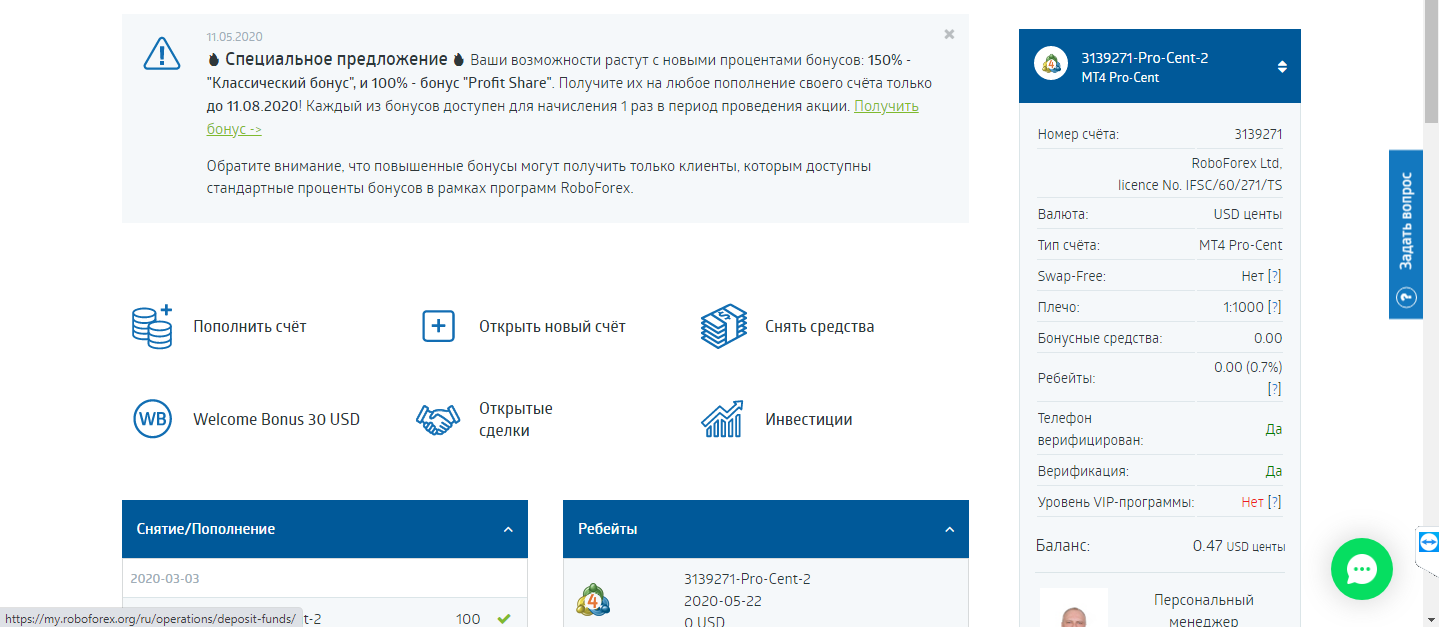 11.05.2020
Специальное предложение Ваши возможности растут с новыми процентами бонусов: 150% -
"Классический бонус", и 100% - бонус "Profit Share". Получите их на любое пополнение своего счёта только
до 11.08.2020! Каждый из бонусов доступен для начисления 1 раз в период проведения акции. Получить
бонус ->
Обратите внимание, что повышенные бонусы могут получить только клиенты, которым доступны
стандартные проценты бонусов в рамках программ RoboForex.
Пополнить счёт
Открыть новый счёт
Снять средства
WB
Welcome Bonus 30 USD
Открытые
сделки
Инвестиции
Снятие/Пополнение
2020-03-03
t-2 100
Ребейты
4
3139271-Pro-Cent-2
2020-05-22
0 USD
https://my.roboforex.org/ru/operations/deposit-funds/
4
3139271-Pro-Cent-2
MT4 Pro-Cent
Номер счёта: 3139271
RoboForex Ltd,
licence No. IFSC/60/271/TS
Валюта: USD центы
Тип счёта: MT4 Pro-Cent
Swap-Free: Нет [?]
Плечо: 1:1000 [?]
Бонусные средства: 0.00
Ребейты: 0.00 (0.7%)
[?]
Телефон
верифицирован: Да
Верификация: Да
Уровень VIP-программы: Нет [?]
Баланс: 0.47 USD центы
Персональный
менеджер
Задать вопрос
?